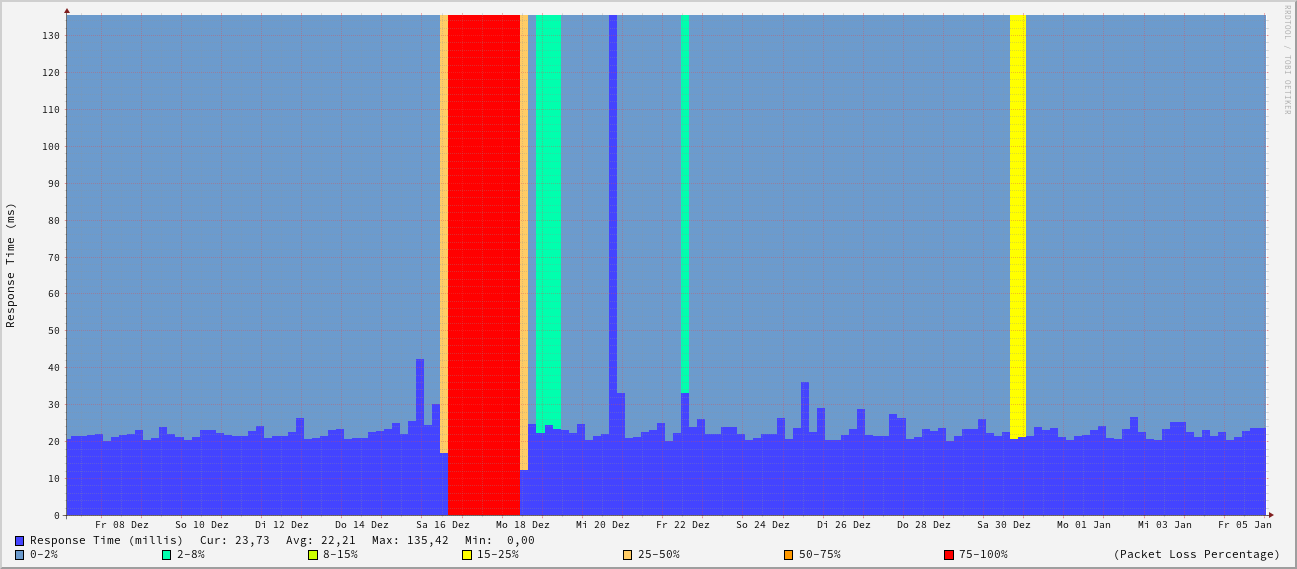 RRDTOOL / TOBI OETIKER
Response Time (ms)
130
120
110
100
90
80
70
60
50
40
30
20
10
0
Fr 08 Dez So 10 Dez Di 12 Dez Do 14 Dez Sa 16 Dez Mo 18 Dez Mi 20 Dez Fr 22 Dez So 24 Dez Di 26 Dez Do 28 Dez Sa 30 Dez Mo 01 Jan Mi 03 Jan Fr 05 Jan
Response Time (millis) Cur: 23,73 Avg: 22,21 Max: 135,42 Min: 0,00
0-2% 2-8% 8-15% 15-25% 25-50% 50-75% 75-100% (Packet Loss Percentage)